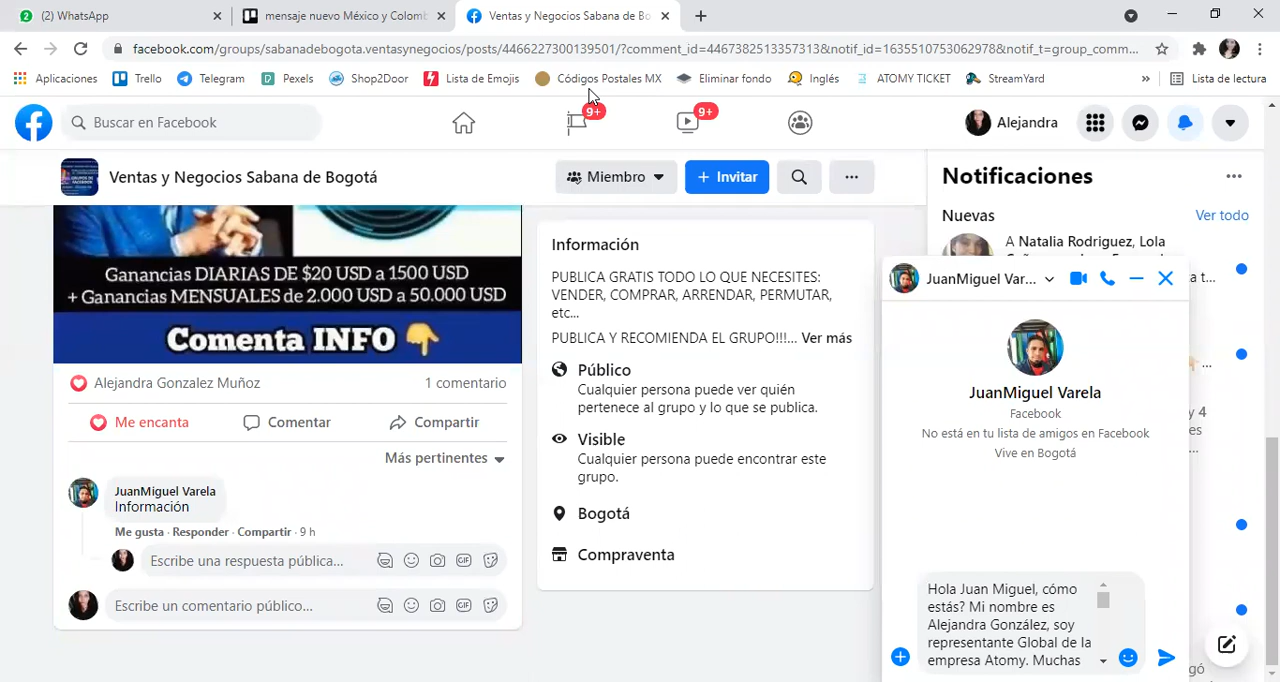 (2) WhatsApp
mensaje nuevo México y Colomb
Ventas y Negocios Sabana de Bo
facebook.com/groups/sabanadebogota.ventasynegocios/posts/4466227300139501/?comment_id=4467382513357313&notif_id=1635510753062978&notif_t=group_comm...
Aplicaciones
Trello
Telegram
Pexels
Shop2Door
Lista de Emojis
Códigos Postales MX
Eliminar fondo
Inglés
ATOMY TICKET
StreamYard
»
Lista de lectura
Buscar en Facebook
9+
9+
Alejandra
Ventas y Negocios Sabana de Bogotá
Miembro
+ Invitar
...
Ganancias DIARIAS DE $20 USD a 1500 USD
+ Ganancias MENSUALES de 2.000 USD a 50.000 USD
Comenta INFO 👇
Alejandra Gonzalez Muñoz
1 comentario
Me encanta
Comentar
Compartir
Más pertinentes
JuanMiguel Varela
Información
Me gusta · Responder · Compartir · 9 h
Escribe una respuesta pública...
Escribe un comentario público...
Información
PUBLICA GRATIS TODO LO QUE NECESITES:
VENDER, COMPRAR, ARRENDAR, PERMUTAR,
etc...
PUBLICA Y RECOMIENDA EL GRUPO!!!... Ver más
Público
Cualquier persona puede ver quién
pertenece al grupo y lo que se publica.
Visible
Cualquier persona puede encontrar este
grupo.
Bogotá
Compraventa
Notificaciones
...
Nuevas
Ver todo
A Natalia Rodriguez, Lola
JuanMiguel Var...
JuanMiguel Varela
Facebook
No está en tu lista de amigos en Facebook
Vive en Bogotá
Hola Juan Miguel, cómo
estás? Mi nombre es
Alejandra González, soy
representante Global de la
empresa Atomy. Muchas